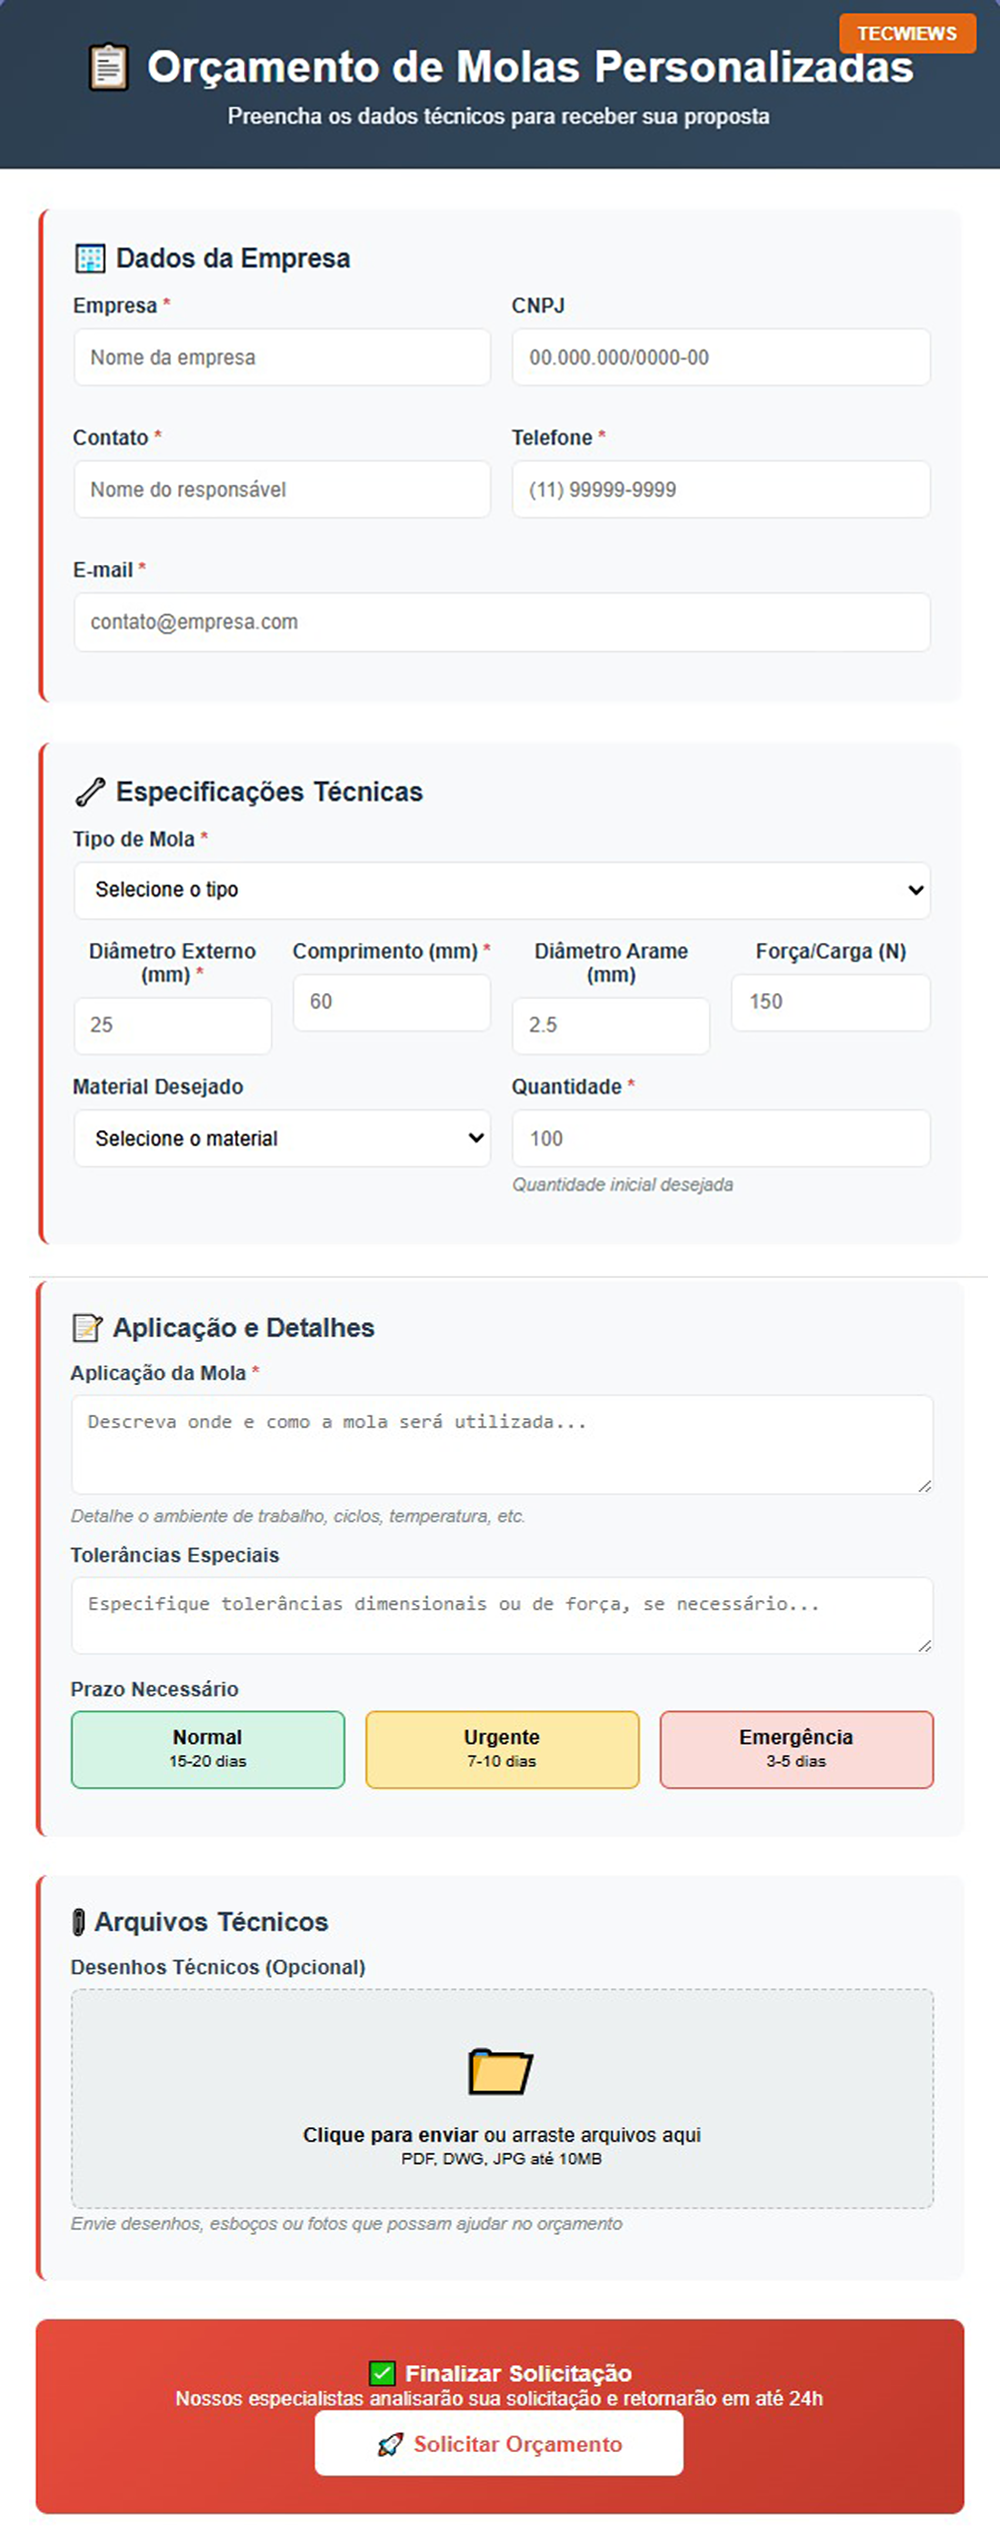 TECWIEWS
📋 Orçamento de Molas Personalizadas
Preencha os dados técnicos para receber sua proposta
🏢 Dados da Empresa
Empresa *
CNPJ
Nome da empresa
00.000.000/0000-00
Contato *
Telefone *
Nome do responsável
(11) 99999-9999
E-mail *
contato@empresa.com
🔧 Especificações Técnicas
Tipo de Mola *
Selecione o tipo
Diâmetro Externo
(mm) *
Comprimento (mm) *
Diâmetro Arame
(mm)
Força/Carga (N)
25
60
2.5
150
Material Desejado
Quantidade *
Selecione o material
100
Quantidade inicial desejada
📝 Aplicação e Detalhes
Aplicação da Mola *
Descreva onde e como a mola será utilizada...
Detalhe o ambiente de trabalho, ciclos, temperatura, etc.
Tolerâncias Especiais
Especifique tolerâncias dimensionais ou de força, se necessário...
Prazo Necessário
Normal
15-20 dias
Urgente
7-10 dias
Emergência
3-5 dias
📎 Arquivos Técnicos
Desenhos Técnicos (Opcional)
Clique para enviar ou arraste arquivos aqui
PDF, DWG, JPG até 10MB
Envie desenhos, esboços ou fotos que possam ajudar no orçamento
✅ Finalizar Solicitação
Nossos especialistas analisarão sua solicitação e retornarão em até 24h
🚀 Solicitar Orçamento